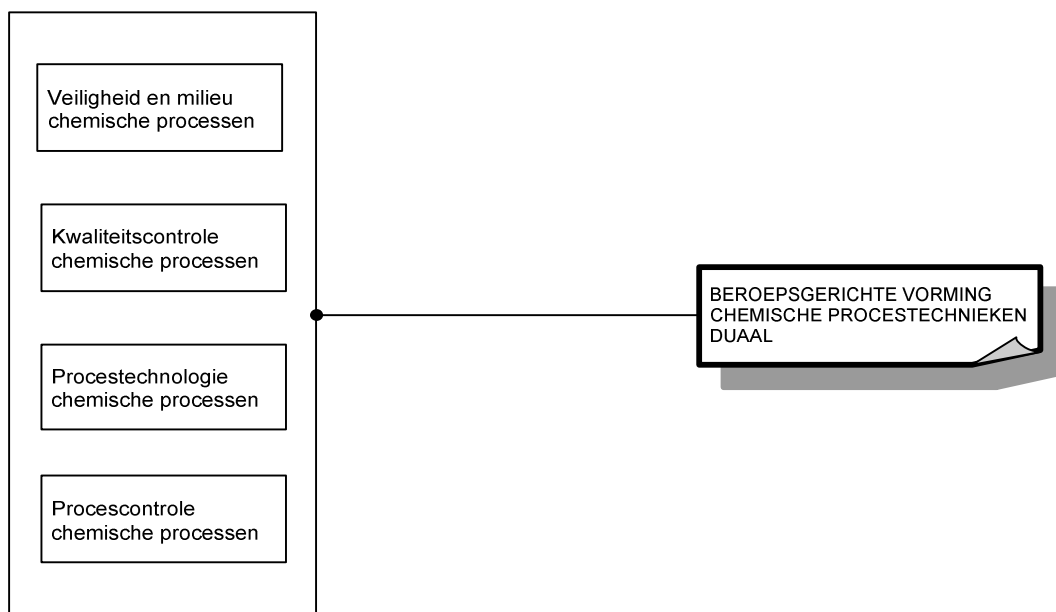 Veiligheid en milieu
chemische processen
Kwaliteitscontrole
chemische processen
Procestechnologie
chemische processen
Procescontrole
chemische processen
BEROEPSGERICHTE VORMING
CHEMISCHE PROCESTECHNIEKEN
DUAAL